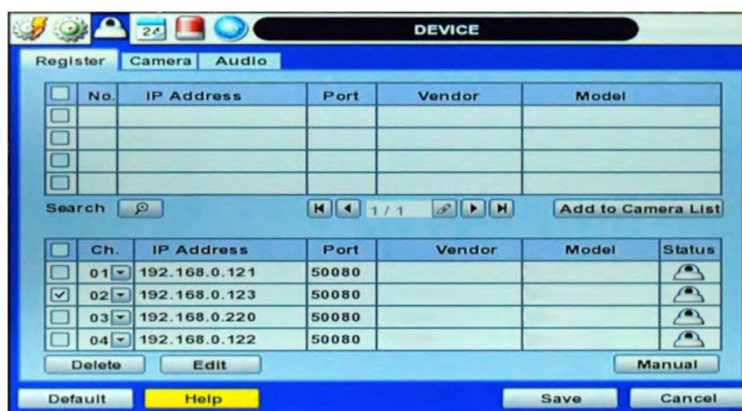 24 DEVICE
Register Camera Audio
No. IP Address Port Vendor Model
Search 1 / 1 Add to Camera List
Ch. IP Address Port Vendor Model Status
01 192.168.0.121 50080
02 192.168.0.123 50080
03 192.168.0.220 50080
04 192.168.0.122 50080
Delete Edit Manual
Default Help Save Cancel